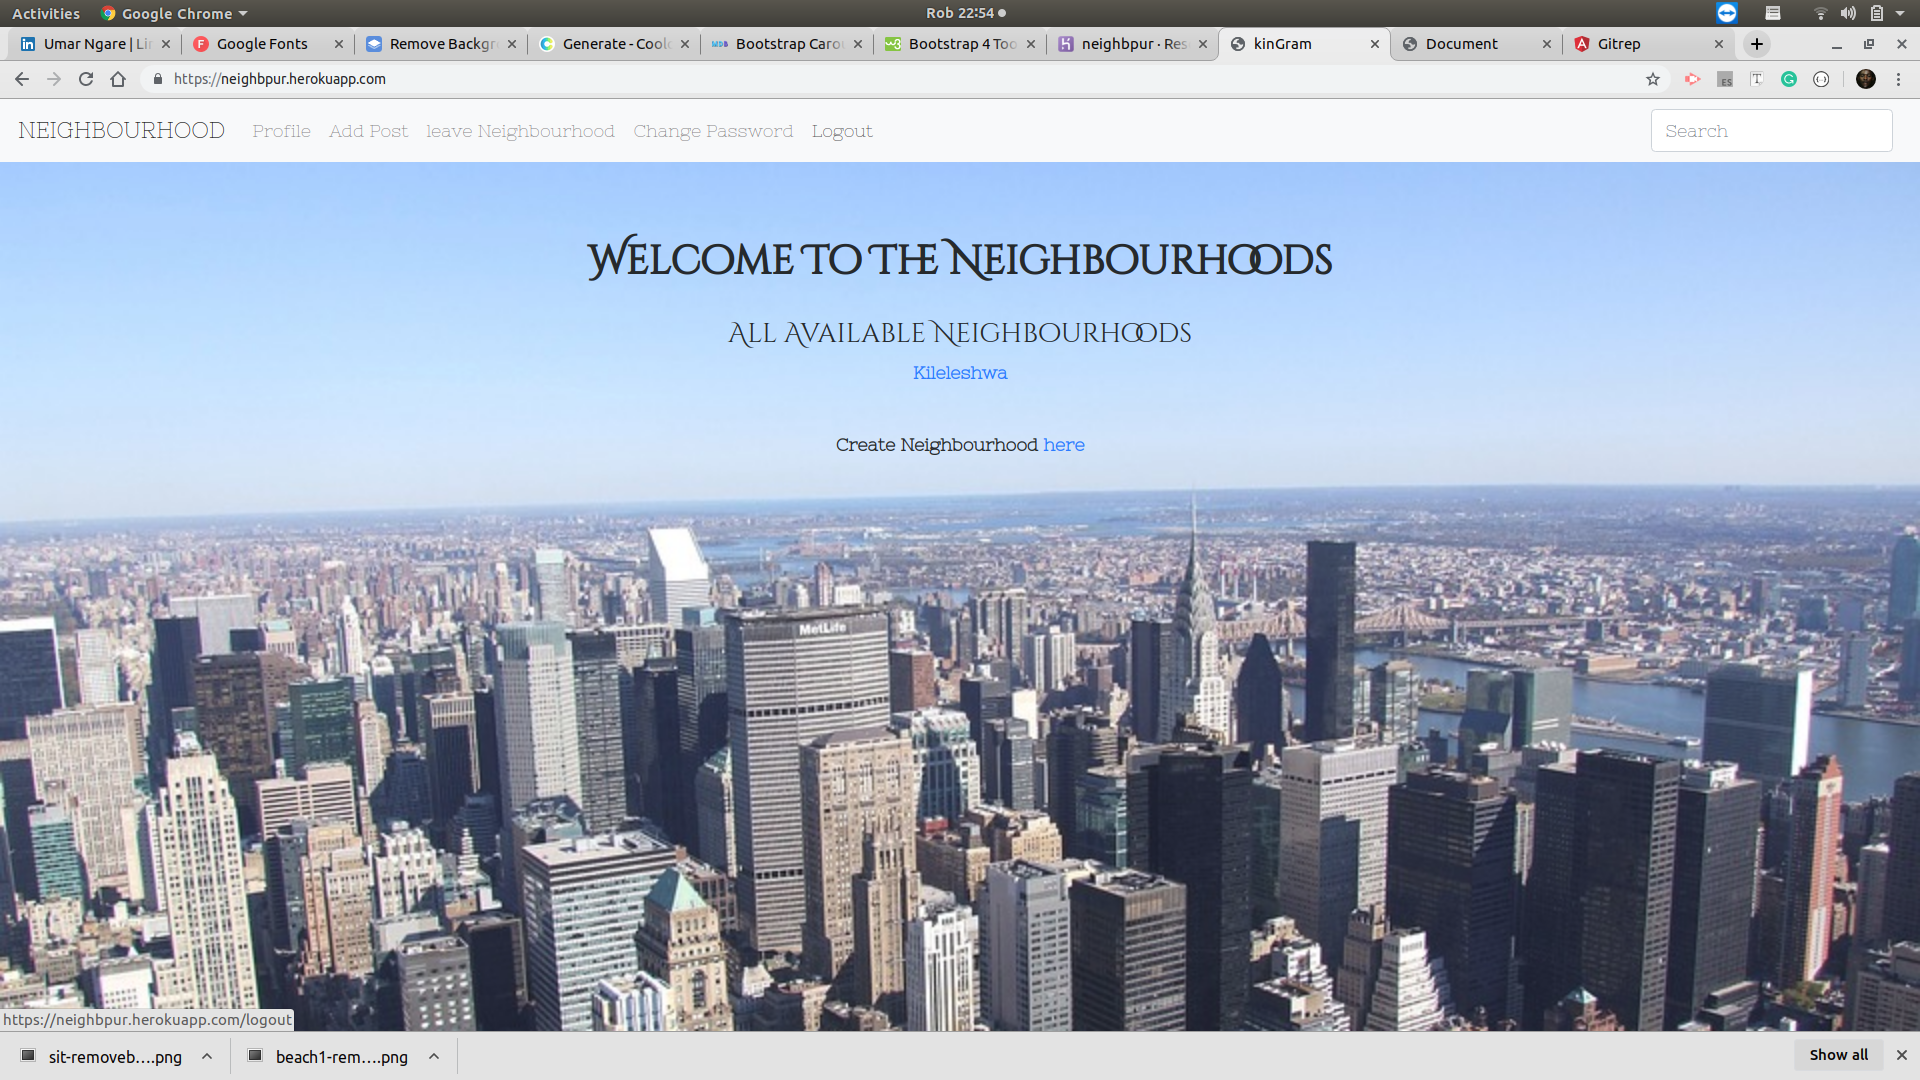 Activities Google Chrome Rob 22:54
Umar Ngare | Lin Google Fonts Remove Backgr Generate - Coolo Bootstrap Carou Bootstrap 4 Too neighbpur · Res kinGram Document Gitrep
https://neighbpur.herokuapp.com
NEIGHBOURHOOD Profile Add Post leave Neighbourhood Change Password Logout Search
Welcome To The Neighbourhoods
All Available Neighbourhoods
Kileleshwa
Create Neighbourhood here
MetLife
https://neighbpur.herokuapp.com/logout
sit-removeb....png beach1-rem....png Show all